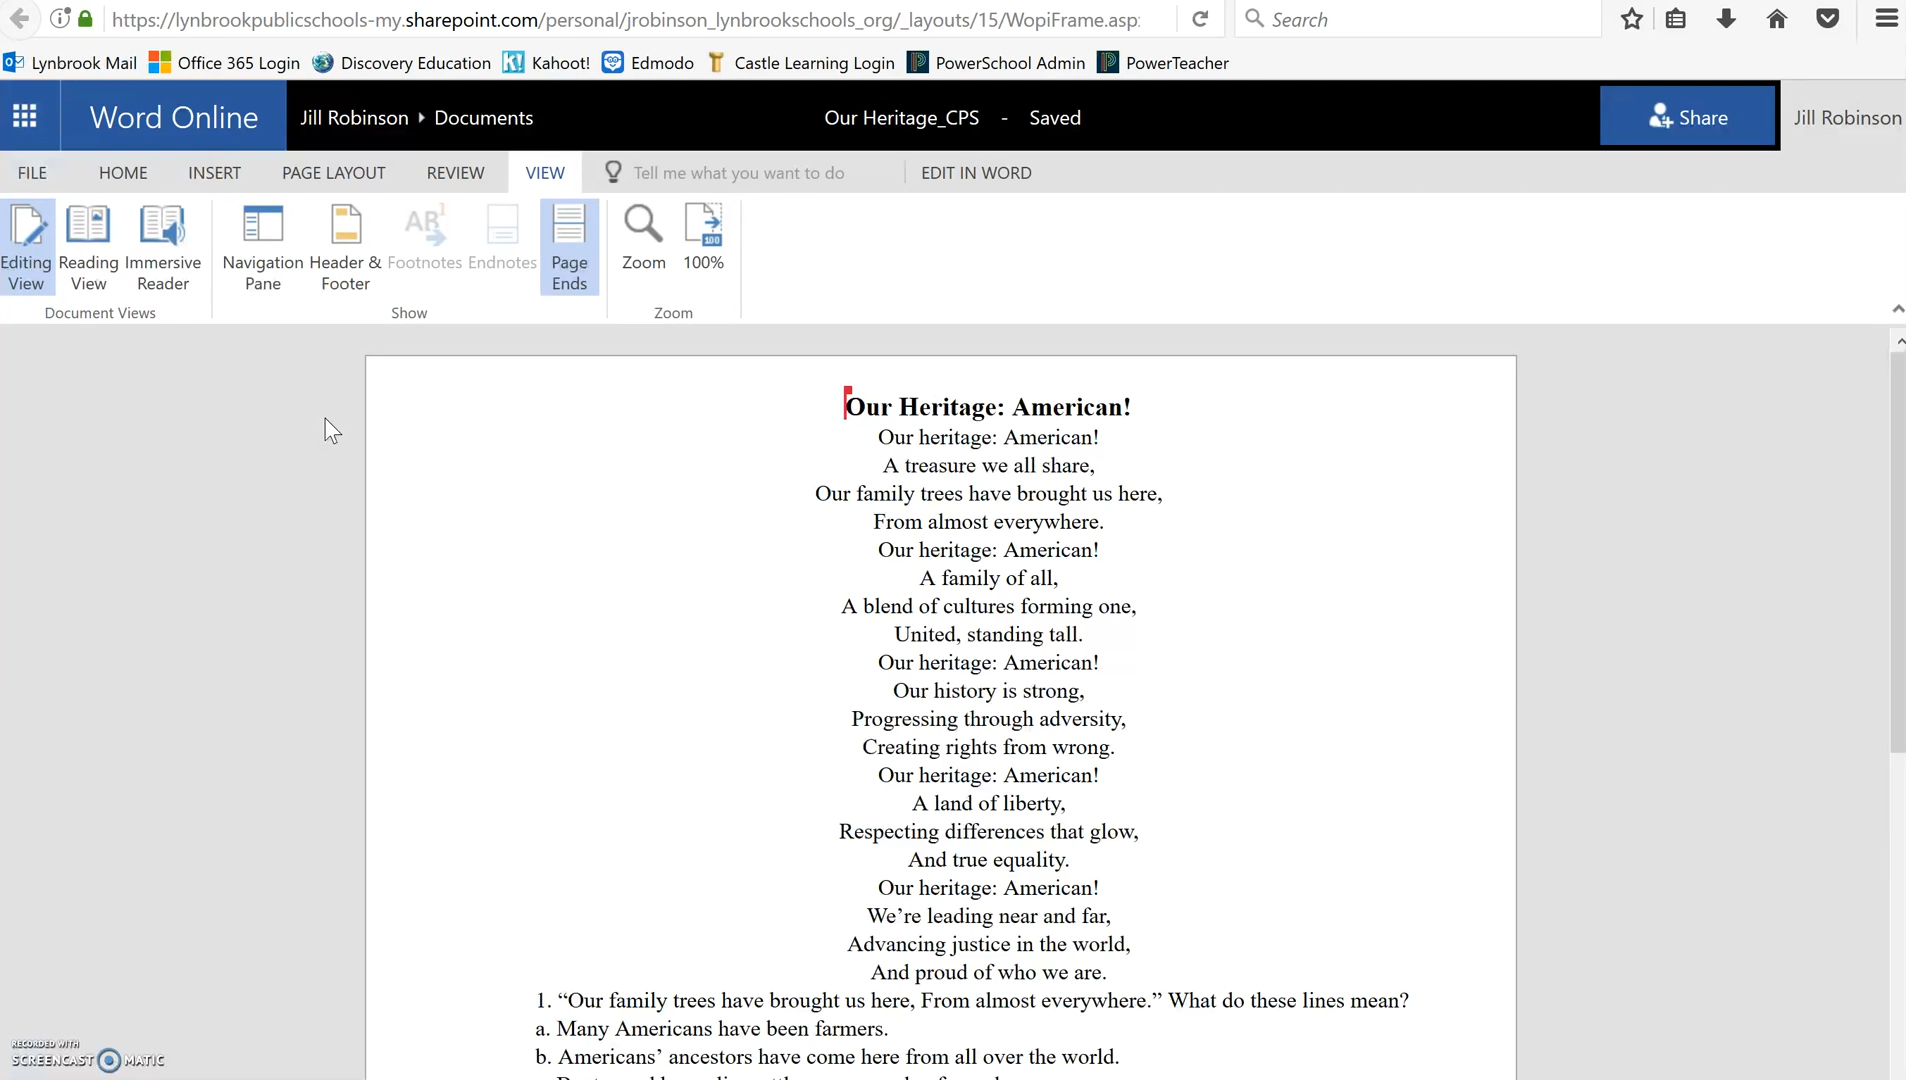 https://lynbrookpublicschools-my.sharepoint.com/personal/jrobinson_lynbrookschools_org/_layouts/15/WopiFrame.asp:
Search
Lynbrook Mail
Office 365 Login
Discovery Education
K! Kahoot!
Edmodo
Castle Learning Login
PowerSchool Admin
PowerTeacher
Word Online
Jill Robinson
Documents
Our Heritage_CPS - Saved
Share
Jill Robinson
FILE
HOME
INSERT
PAGE LAYOUT
REVIEW
VIEW
Tell me what you want to do
EDIT IN WORD
Editing View
Reading View
Immersive Reader
Navigation Pane
Header & Footer
AB1
Footnotes
Endnotes
Page Ends
Zoom
100
100%
Document Views
Show
Zoom
Our Heritage: American!
Our heritage: American!
A treasure we all share,
Our family trees have brought us here,
From almost everywhere.
Our heritage: American!
A family of all,
A blend of cultures forming one,
United, standing tall.
Our heritage: American!
Our history is strong,
Progressing through adversity,
Creating rights from wrong.
Our heritage: American!
A land of liberty,
Respecting differences that glow,
And true equality.
Our heritage: American!
We’re leading near and far,
Advancing justice in the world,
And proud of who we are.
1. “Our family trees have brought us here, From almost everywhere.” What do these lines mean?
a. Many Americans have been farmers.
b. Americans’ ancestors have come here from all over the world.
RECORDED WITH
SCREENCAST MATIC